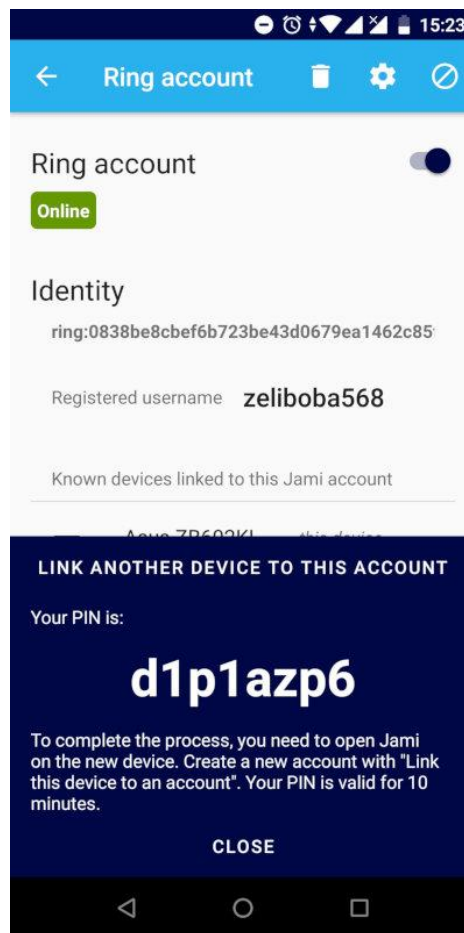 15:23
Ring account
Ring account
Online
Identity
ring:0838be8cbef6b723be43d0679ea1462c85
Registered username zeliboba568
Known devices linked to this Jami account
this device
LINK ANOTHER DEVICE TO THIS ACCOUNT
Your PIN is:
d1p1azp6
To complete the process, you need to open Jami
on the new device. Create a new account with "Link
this device to an account". Your PIN is valid for 10
minutes.
CLOSE